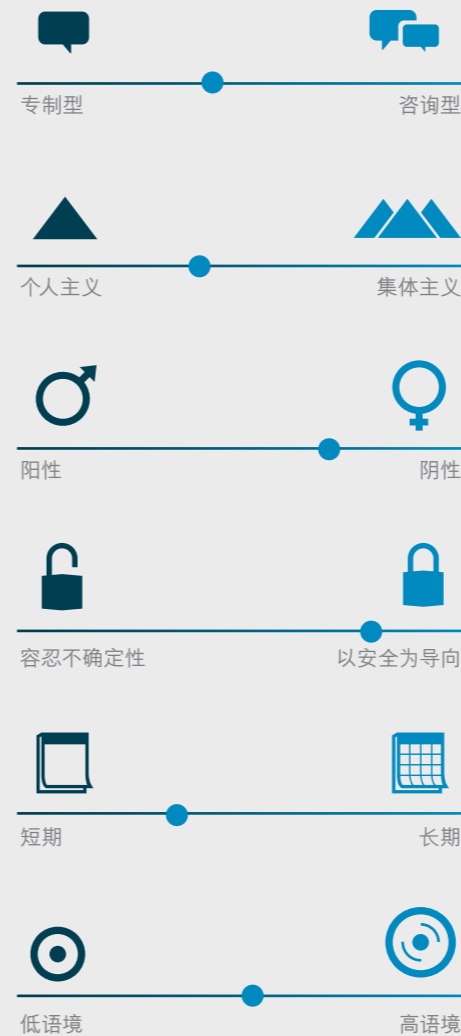 专制型
咨询型
个人主义
集体主义
阳性
阴性
容忍不确定性
以安全为导向
短期
长期
低语境
高语境